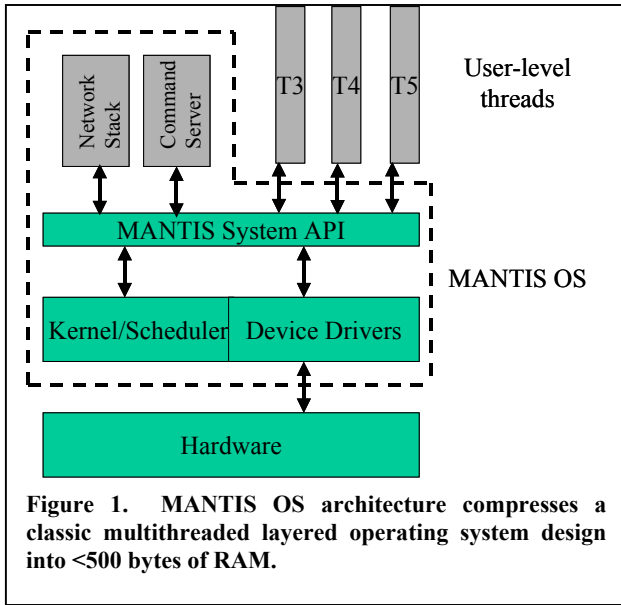 Network
Stack
Command
Server
T3
T4
T5
User-level
threads
MANTIS System API
MANTIS OS
Kernel/Scheduler
Device Drivers
Hardware
Figure 1. MANTIS OS architecture compresses a
classic multithreaded layered operating system design
into <500 bytes of RAM.